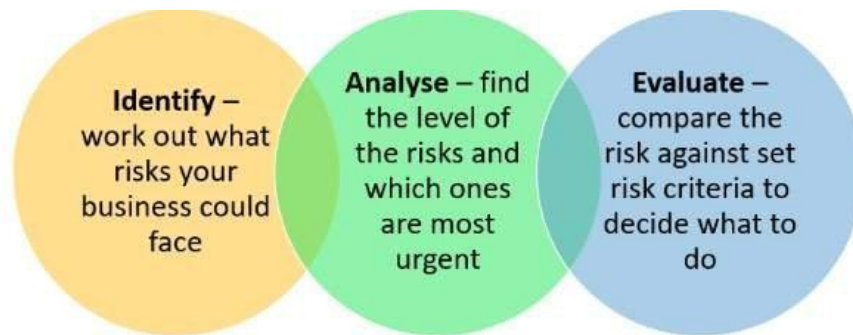 Identify –
work out what
risks your
business could
face
Analyse – find
the level of
the risks and
which ones
are most
urgent
Evaluate –
compare the
risk against set
risk criteria to
decide what to
do